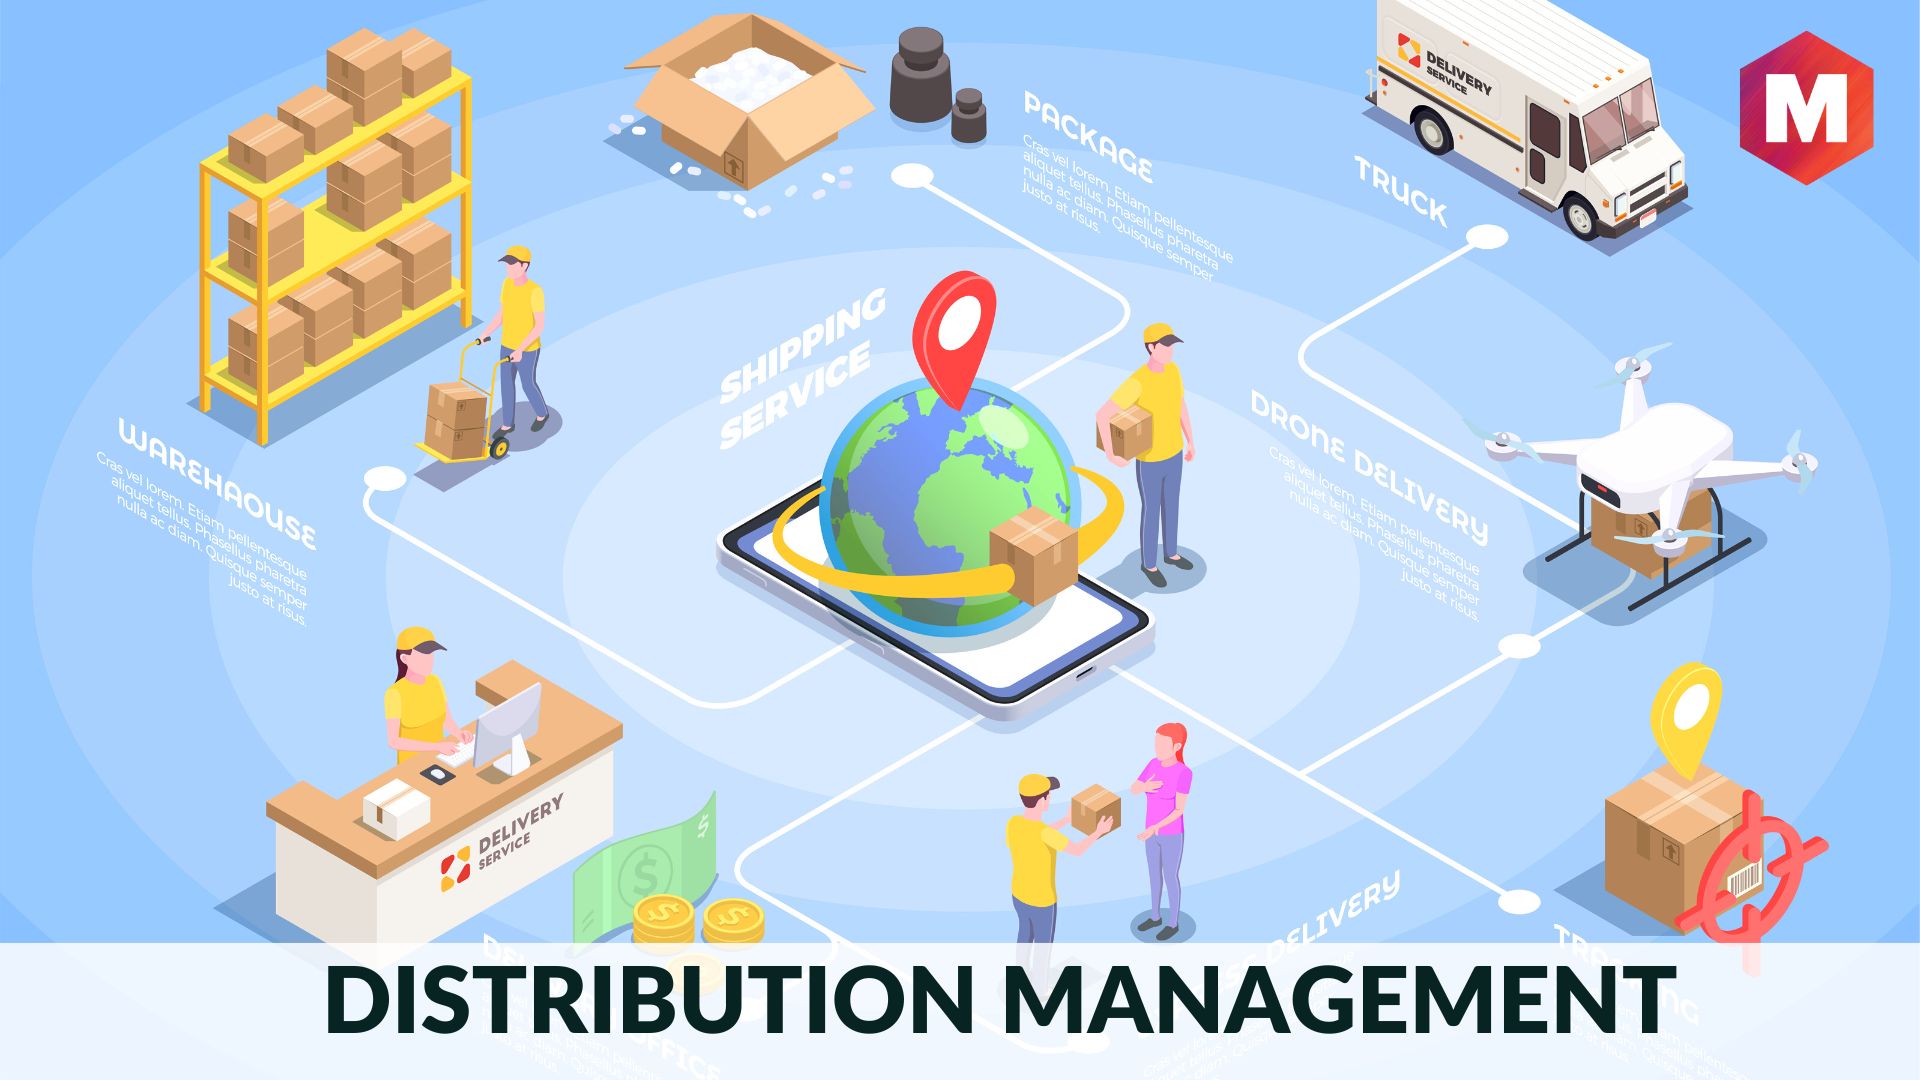 PACKAGE
Cras vel lorem. Etiam pellentesque
aliquet tellus. Phasellus pharetra
nulla ac diam. Quisque semper
justo at risus.
DELIVERY
SERVICE
M
TRUCK
SHIPPING
SERVICE
WAREHAOUSE
Cras vel lorem. Etiam pellentesque
aliquet tellus. Phasellus pharetra
nulla ac diam. Quisque semper
justo at risus.
DRONE DELIVERY
Cras vel lorem. Etiam pellentesque
aliquet tellus. Phasellus pharetra
nulla ac diam. Quisque semper
justo at risus.
DELIVERY
SERVICE
$
$
$
$
DELIVERY
DISTRIBUTION MANAGEMENT